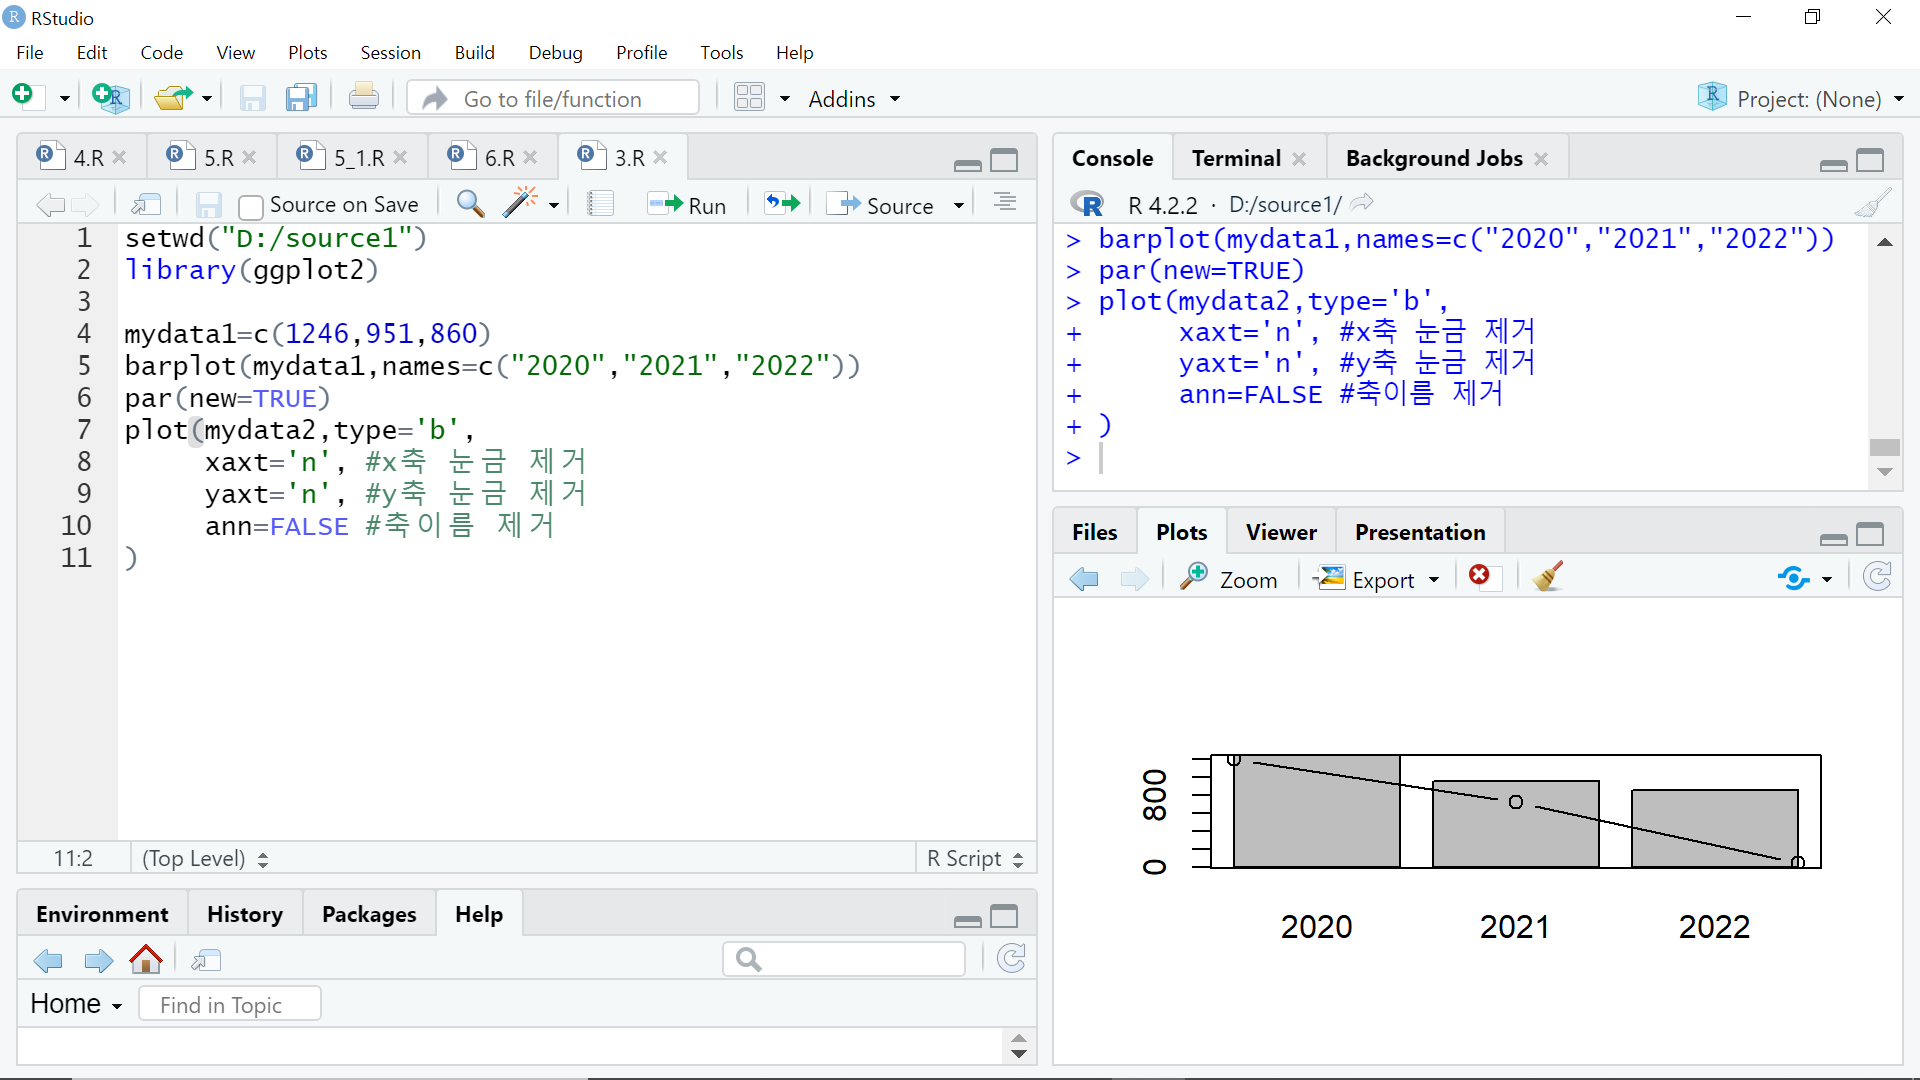 RStudio
File Edit Code View Plots Session Build Debug Profile Tools Help
Go to file/function Addins Project: (None)
4.R 5.R 5_1.R 6.R 3.R
Source on Save Run Source
1 setwd("D:/source1")
2 library(ggplot2)
3
4 mydata1=c(1246,951,860)
5 barplot(mydata1,names=c("2020","2021","2022"))
6 par(new=TRUE)
7 plot(mydata2,type='b',
8 xaxt='n', #x축 눈금 제거
9 yaxt='n', #y축 눈금 제거
10 ann=FALSE #축이름 제거
11 )
11:2 (Top Level) R Script
Environment History Packages Help
Home Find in Topic
Console Terminal Background Jobs
R 4.2.2 · D:/source1/
> barplot(mydata1,names=c("2020","2021","2022"))
> par(new=TRUE)
> plot(mydata2,type='b',
+ xaxt='n', #x축 눈금 제거
+ yaxt='n', #y축 눈금 제거
+ ann=FALSE #축이름 제거
+ )
>
Files Plots Viewer Presentation
Zoom Export
800
0
2020 2021 2022